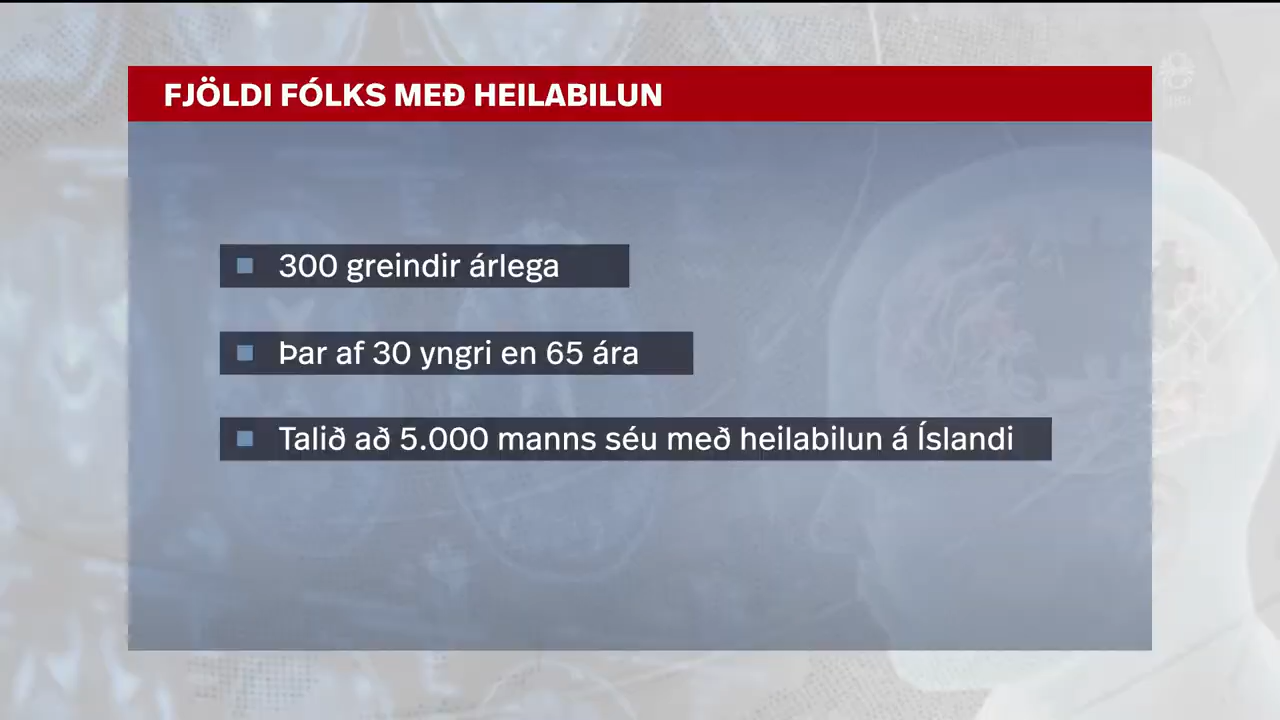 FJÖLDI FÓLKS MEÐ HEILABILUN
300 greindir árlega
Þar af 30 yngri en 65 ára
Talið að 5.000 manns séu með heilabilun á Íslandi